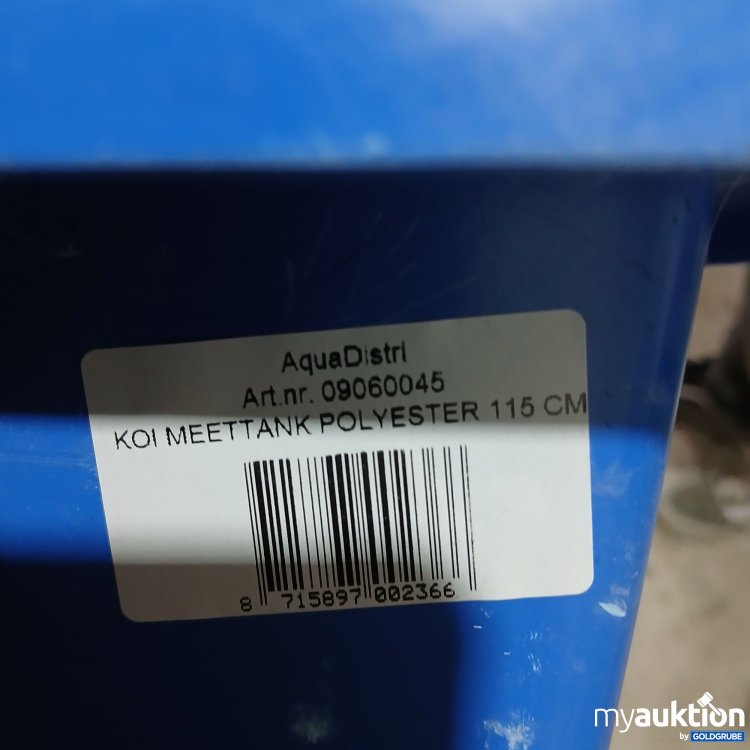 AquaDistri
Art.nr. 09060045
KOI MEETTANK POLYESTER 115 CM
8 715897 002366
myauktion
by GOLDGRUBE